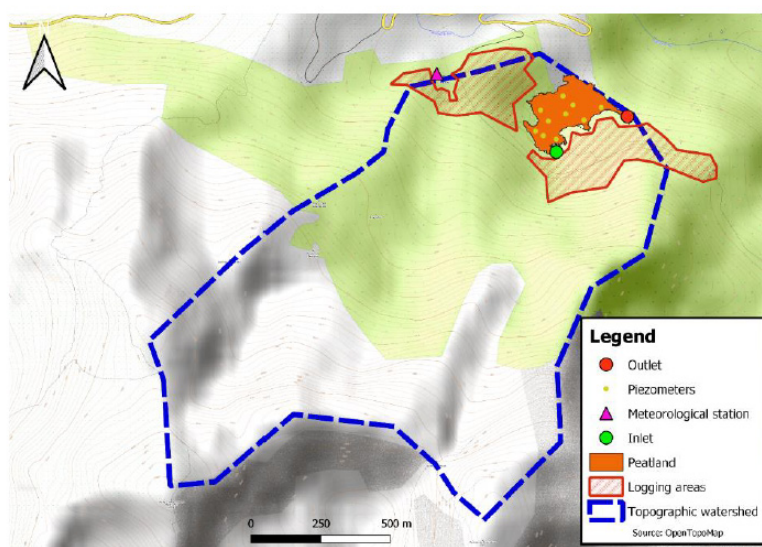 Legend
Outlet
Piezometers
Meteorological station
Inlet
Peatland
Logging areas
Topographic watershed
Source: OpenTopoMap
0 250 500 m